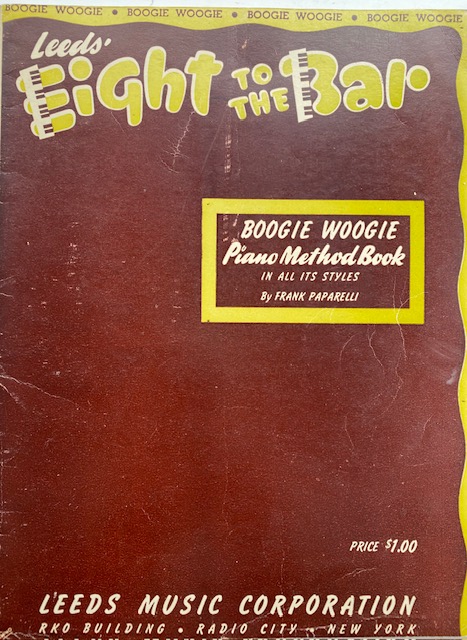 BOOGIE WOOGIE • BOOGIE WOOGIE • BOOGIE WOOGIE • BOOGIE WOOGIE
Leeds'
Eight TO THE Bar
BOOGIE WOOGIE
Piano Method Book
IN ALL ITS STYLES
By FRANK PAPARELLI
PRICE $1.00
LEEDS MUSIC CORPORATION
RKO BUILDING • RADIO CITY • NEW YORK